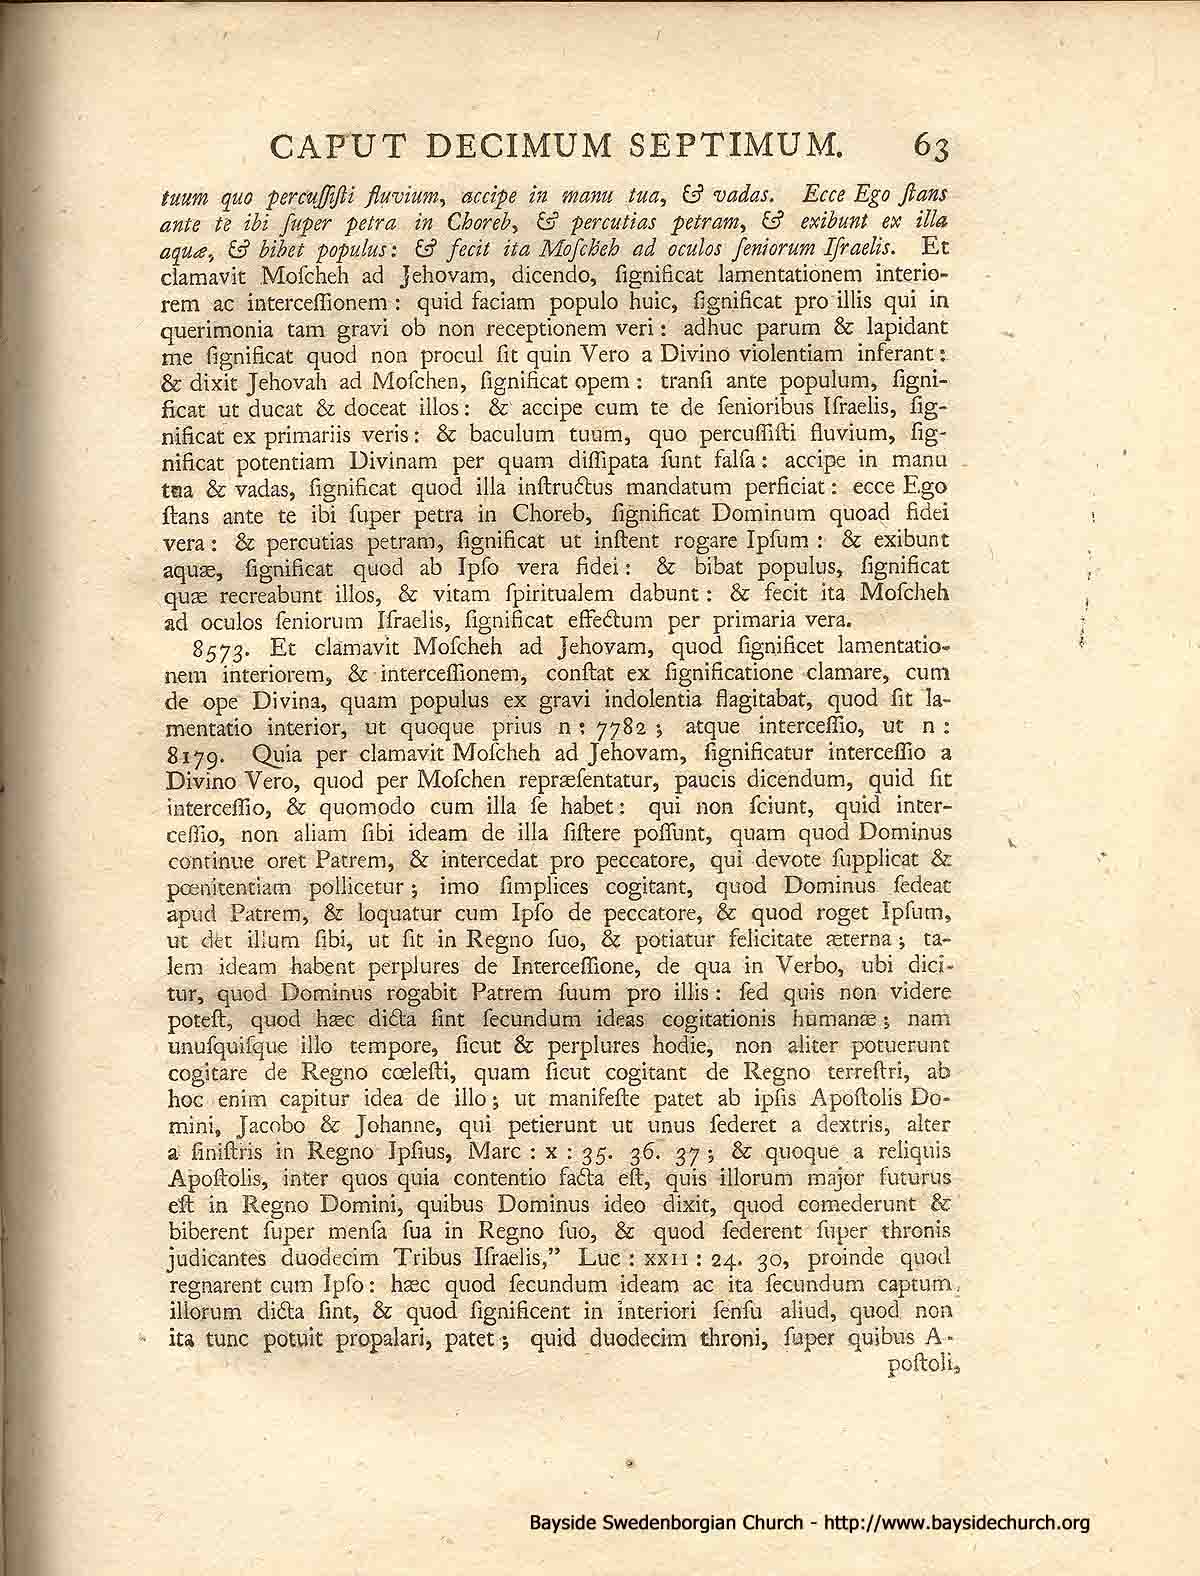 CAPUT DECIMUM SEPTIMUM. 63
tuum quo percuſſiſti fluvium, accipe in manu tua, & vadas. Ecce Ego ſtans
ante te ibi ſuper petra in Choreb, & percutias petram, & exibunt ex illa
aquæ, & bibet populus: & fecit ita Moſcheh ad oculos ſeniorum Iſraelis. Et
clamavit Moſcheh ad Jehovam, dicendo, ſignificat lamentationem interio-
rem ac interceſſionem : quid faciam populo huic, ſignificat pro illis qui in
querimonia tam gravi ob non receptionem veri : adhuc parum & lapidant
me ſignificat quod non procul ſit quin Vero a Divino violentiam inferant :
& dixit Jehovah ad Moſchen, ſignificat opem : tranſi ante populum, ſigni-
ficat ut ducat & doceat illos : & accipe cum te de ſenioribus Iſraelis, ſig-
nificat ex primariis veris : & baculum tuum, quo percuſſiſti fluvium, ſig-
nificat potentiam Divinam per quam diſſipata ſunt falſa : accipe in manu
tua & vadas, ſignificat quod illa inſtructus mandatum perficiat : ecce Ego
ſtans ante te ibi ſuper petra in Choreb, ſignificat Dominum quoad fidei
vera : & percutias petram, ſignificat ut inſtent rogare Ipſum : & exibunt
aquæ, ſignificat quod ab Ipſo vera fidei : & bibat populus, ſignificat
quæ recreabunt illos, & vitam ſpiritualem dabunt : & fecit ita Moſcheh
ad oculos ſeniorum Iſraelis, ſignificat effectum per primaria vera.
8573. Et clamavit Moſcheh ad Jehovam, quod ſignificet lamentatio-
nem interiorem, & interceſſionem, conſtat ex ſignificatione clamare, cum
de ope Divina, quam populus ex gravi indolentia flagitabat, quod ſit la-
mentatio interior, ut quoque prius n : 7782 ; atque interceſſio, ut n :
8179. Quia per clamavit Moſcheh ad Jehovam, ſignificatur interceſſio a
Divino Vero, quod per Moſchen repræſentatur, paucis dicendum, quid ſit
interceſſio, & quomodo cum illa ſe habet : qui non ſciunt, quid inter-
ceſſio, non aliam ſibi ideam de illa ſiſtere poſſunt, quam quod Dominus
continue oret Patrem, & intercedat pro peccatore, qui devote ſupplicat &
pœnitentiam pollicetur ; imo ſimplices cogitant, quod Dominus ſedeat
apud Patrem, & loquatur cum Ipſo de peccatore, & quod roget Ipſum,
ut det illum ſibi, ut ſit in Regno ſuo, & potiatur felicitate æterna ; ta-
lem ideam habent perplures de Interceſſione, de qua in Verbo, ubi dici-
tur, quod Dominus rogabit Patrem ſuum pro illis : ſed quis non videre
poteſt, quod hæc dicta ſint ſecundum ideas cogitationis humanæ ; nam
unuſquiſque illo tempore, ſicut & perplures hodie, non aliter potuerunt
cogitare de Regno cœleſti, quam ſicut cogitant de Regno terreſtri, ab
hoc enim capitur idea de illo ; ut manifeſte patet ab ipſis Apoſtolis Do-
mini, Jacobo & Johanne, qui petierunt ut unus ſederet a dextris, alter
a ſiniſtris in Regno Ipſius, Marc : x : 35. 36. 37 ; & quoque a reliquis
Apoſtolis, inter quos quia contentio facta eſt, quis illorum major futurus
eſt in Regno Domini, quibus Dominus ideo dixit, quod comederunt &
biberent ſuper menſa ſua in Regno ſuo, & quod ſederent ſuper thronis
judicantes duodecim Tribus Iſraelis,” Luc : XXII : 24. 30, proinde quod
regnarent cum Ipſo : hæc quod ſecundum ideam ac ita ſecundum captum
illorum dicta ſint, & quod ſignificent in interiori ſenſu aliud, quod non
ita tunc potuit propalari, patet ; quid duodecim throni, ſuper quibus A-
poſtoli,
Bayside Swedenborgian Church - http://www.baysidechurch.org